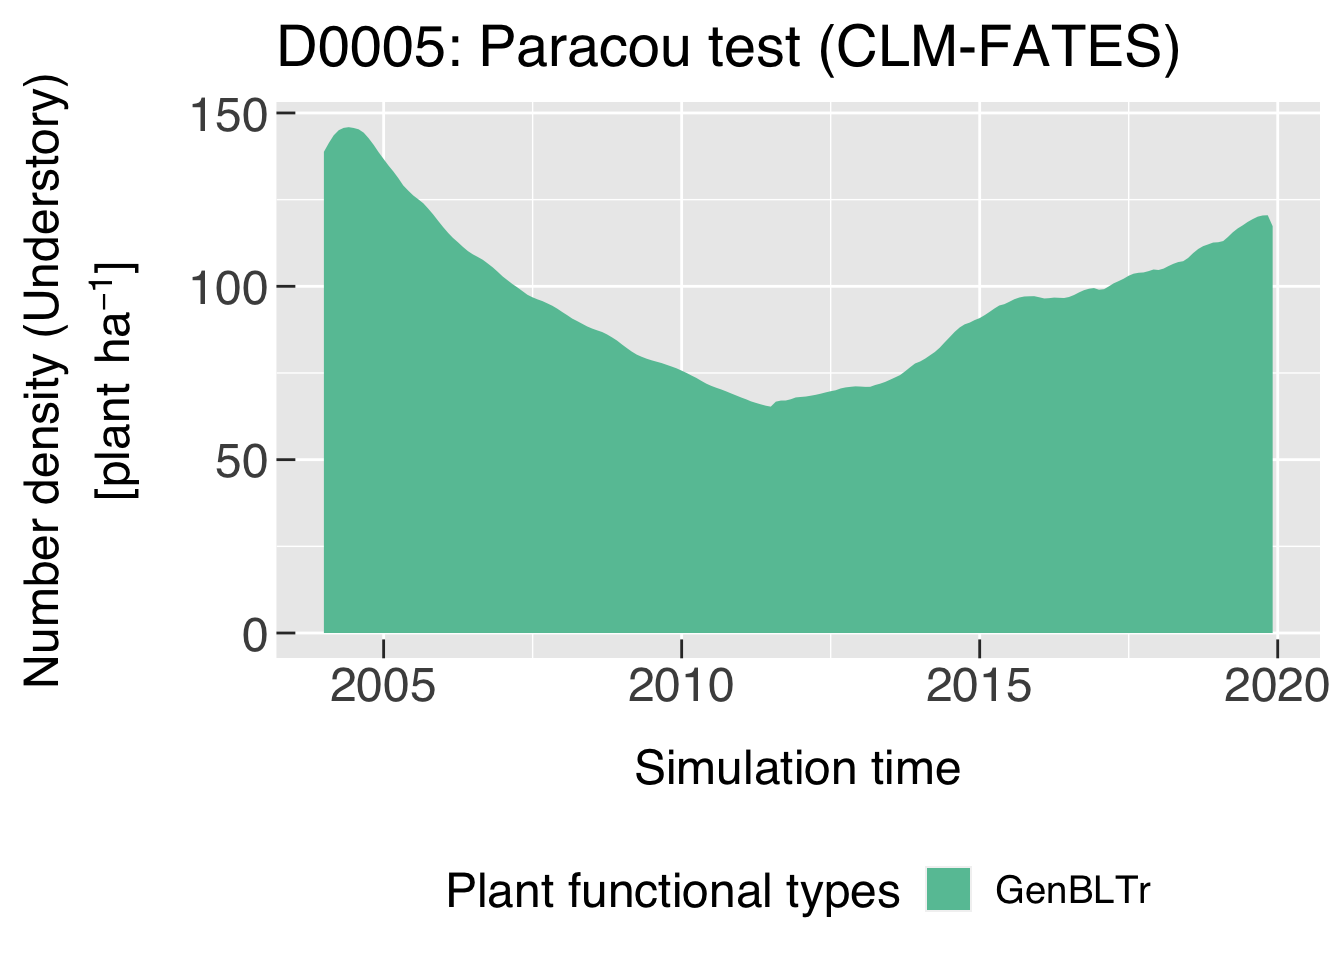 D0005: Paracou test (CLM-FATES)
Number density (Understory)
[plant ha⁻¹]
150
100
50
0
2005 2010 2015 2020
Simulation time
Plant functional types GenBLTr